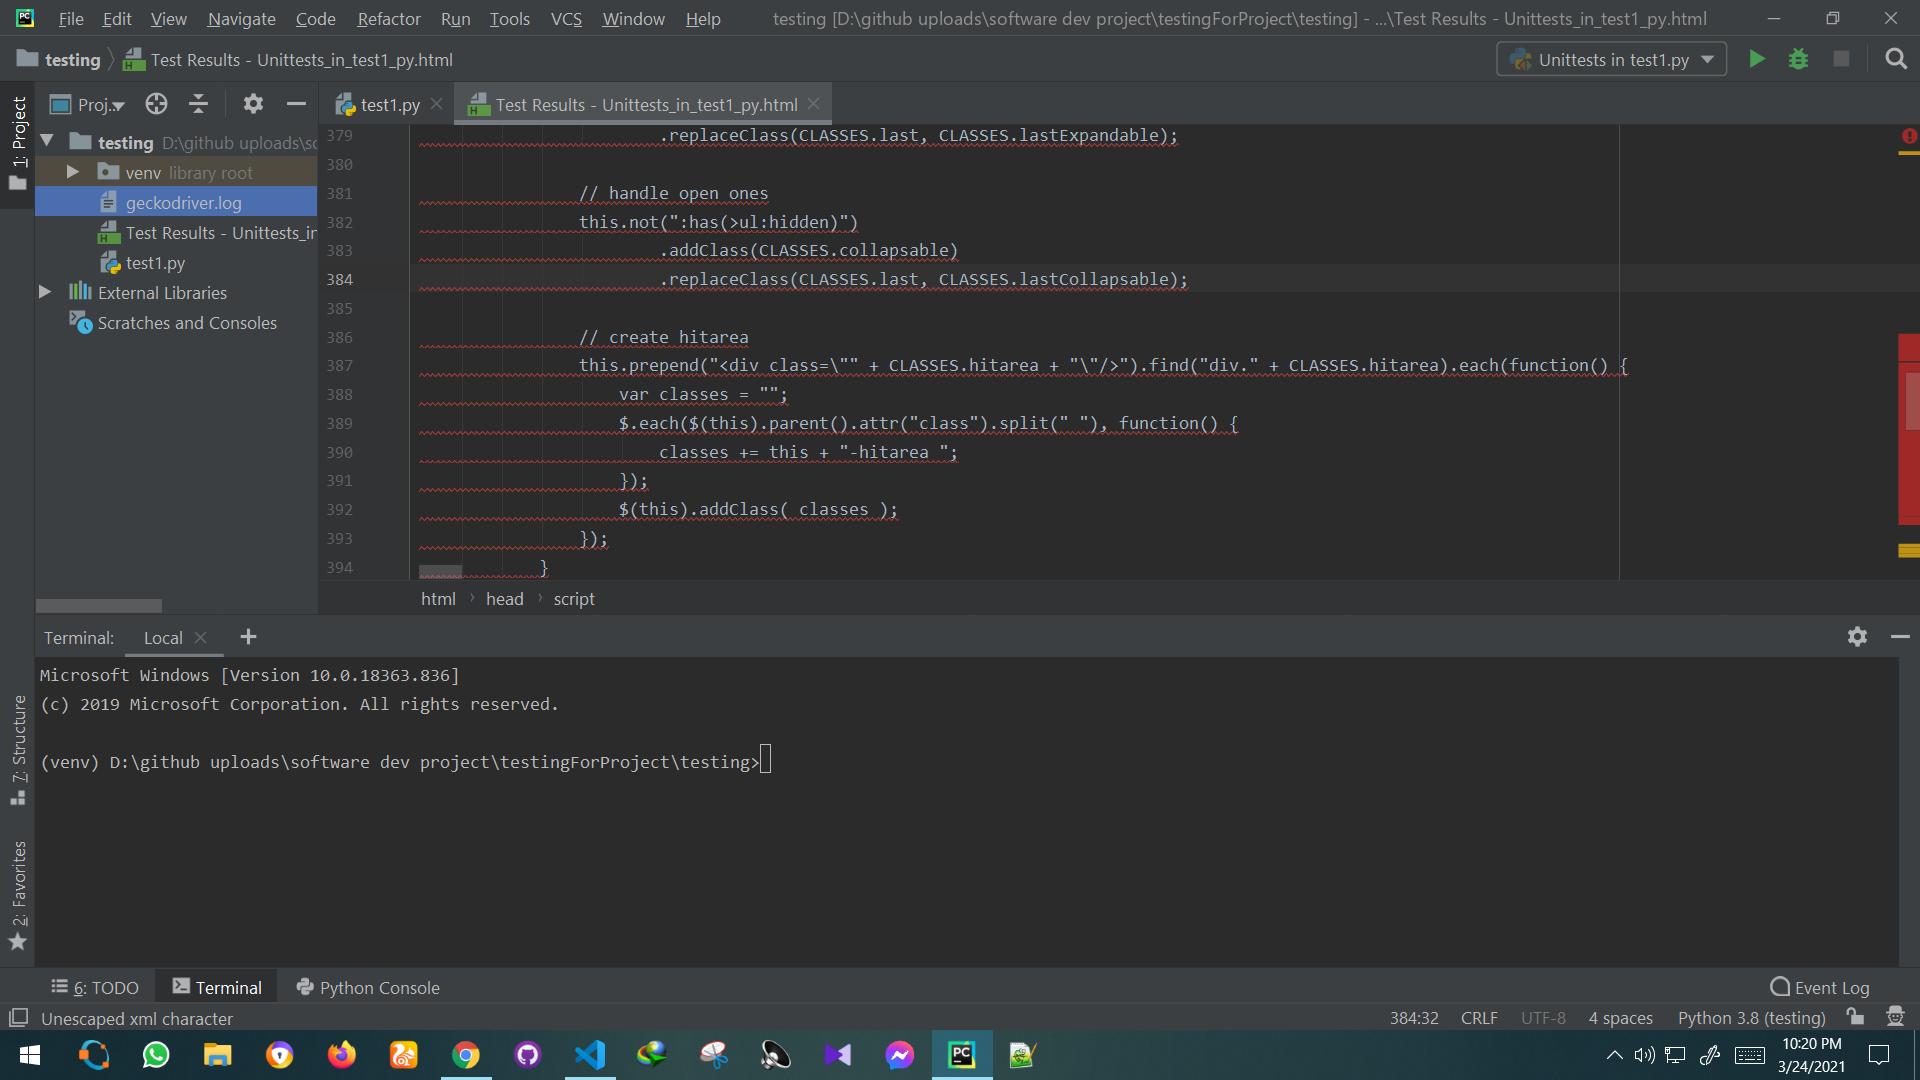 File Edit View Navigate Code Refactor Run Tools VCS Window Help testing [D:\github uploads\software dev project\testingForProject\testing] - ...\Test Results - Unittests_in_test1_py.html
testing Test Results - Unittests_in_test1_py.html Unittests in test1.py
1: Project
Proj...
test1.py Test Results - Unittests_in_test1_py.html
testing D:\github uploads\so
venv library root
geckodriver.log
Test Results - Unittests_in
test1.py
External Libraries
Scratches and Consoles
379 .replaceClass(CLASSES.last, CLASSES.lastExpandable);
380
381 // handle open ones
382 this.not(":has(>ul:hidden)")
383 .addClass(CLASSES.collapsable)
384 .replaceClass(CLASSES.last, CLASSES.lastCollapsable);
385
386 // create hitarea
387 this.prepend("<div class=\"" + CLASSES.hitarea + "\"/>").find("div." + CLASSES.hitarea).each(function() {
388 var classes = "";
389 $.each($(this).parent().attr("class").split(" "), function() {
390 classes += this + "-hitarea ";
391 });
392 $(this).addClass( classes );
393 });
394 }
html head script
Terminal: Local
Microsoft Windows [Version 10.0.18363.836]
(c) 2019 Microsoft Corporation. All rights reserved.
(venv) D:\github uploads\software dev project\testingForProject\testing>
7: Structure
2: Favorites
6: TODO Terminal Python Console Event Log
Unescaped xml character 384:32 CRLF UTF-8 4 spaces Python 3.8 (testing)
10:20 PM
3/24/2021